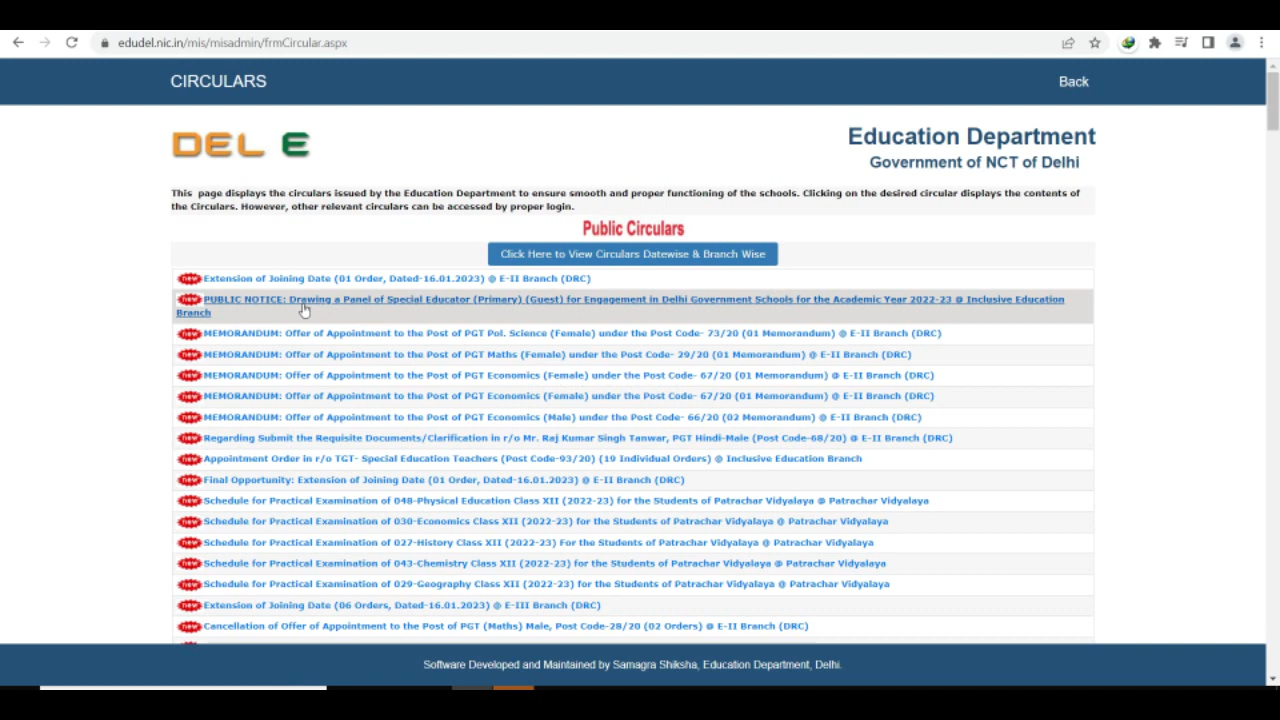 edudel.nic.in/mis/misadmin/frmCircular.aspx
CIRCULARS
Back
DEL E
Education Department
Government of NCT of Delhi
This page displays the circulars issued by the Education Department to ensure smooth and proper functioning of the schools. Clicking on the desired circular displays the contents of
the Circulars. However, other relevant circulars can be accessed by proper login.
Public Circulars
Click Here to View Circulars Datewise & Branch Wise
new Extension of Joining Date (01 Order, Dated-16.01.2023) @ E-II Branch (DRC)
new PUBLIC NOTICE: Drawing a Panel of Special Educator (Primary) (Guest) for Engagement in Delhi Government Schools for the Academic Year 2022-23 @ Inclusive Education
Branch
new MEMORANDUM: Offer of Appointment to the Post of PGT Pol. Science (Female) under the Post Code- 73/20 (01 Memorandum) @ E-II Branch (DRC)
new MEMORANDUM: Offer of Appointment to the Post of PGT Maths (Female) under the Post Code- 29/20 (01 Memorandum) @ E-II Branch (DRC)
new MEMORANDUM: Offer of Appointment to the Post of PGT Economics (Female) under the Post Code- 67/20 (01 Memorandum) @ E-II Branch (DRC)
new MEMORANDUM: Offer of Appointment to the Post of PGT Economics (Female) under the Post Code- 67/20 (01 Memorandum) @ E-II Branch (DRC)
new MEMORANDUM: Offer of Appointment to the Post of PGT Economics (Male) under the Post Code- 66/20 (02 Memorandum) @ E-II Branch (DRC)
new Regarding Submit the Requisite Documents/Clarification in r/o Mr. Raj Kumar Singh Tanwar, PGT Hindi-Male (Post Code-68/20) @ E-II Branch (DRC)
new Appointment Order in r/o TGT- Special Education Teachers (Post Code-93/20) (19 Individual Orders) @ Inclusive Education Branch
new Final Opportunity: Extension of Joining Date (01 Order, Dated-16.01.2023) @ E-II Branch (DRC)
new Schedule for Practical Examination of 048-Physical Education Class XII (2022-23) for the Students of Patrachar Vidyalaya @ Patrachar Vidyalaya
new Schedule for Practical Examination of 030-Economics Class XII (2022-23) for the Students of Patrachar Vidyalaya @ Patrachar Vidyalaya
new Schedule for Practical Examination of 027-History Class XII (2022-23) For the Students of Patrachar Vidyalaya @ Patrachar Vidyalaya
new Schedule for Practical Examination of 043-Chemistry Class XII (2022-23) for the Students of Patrachar Vidyalaya @ Patrachar Vidyalaya
new Schedule for Practical Examination of 029-Geography Class XII (2022-23) for the Students of Patrachar Vidyalaya @ Patrachar Vidyalaya
new Extension of Joining Date (06 Orders, Dated-16.01.2023) @ E-III Branch (DRC)
new Cancellation of Offer of Appointment to the Post of PGT (Maths) Male, Post Code-28/20 (02 Orders) @ E-II Branch (DRC)
Software Developed and Maintained by Samagra Shiksha, Education Department, Delhi.